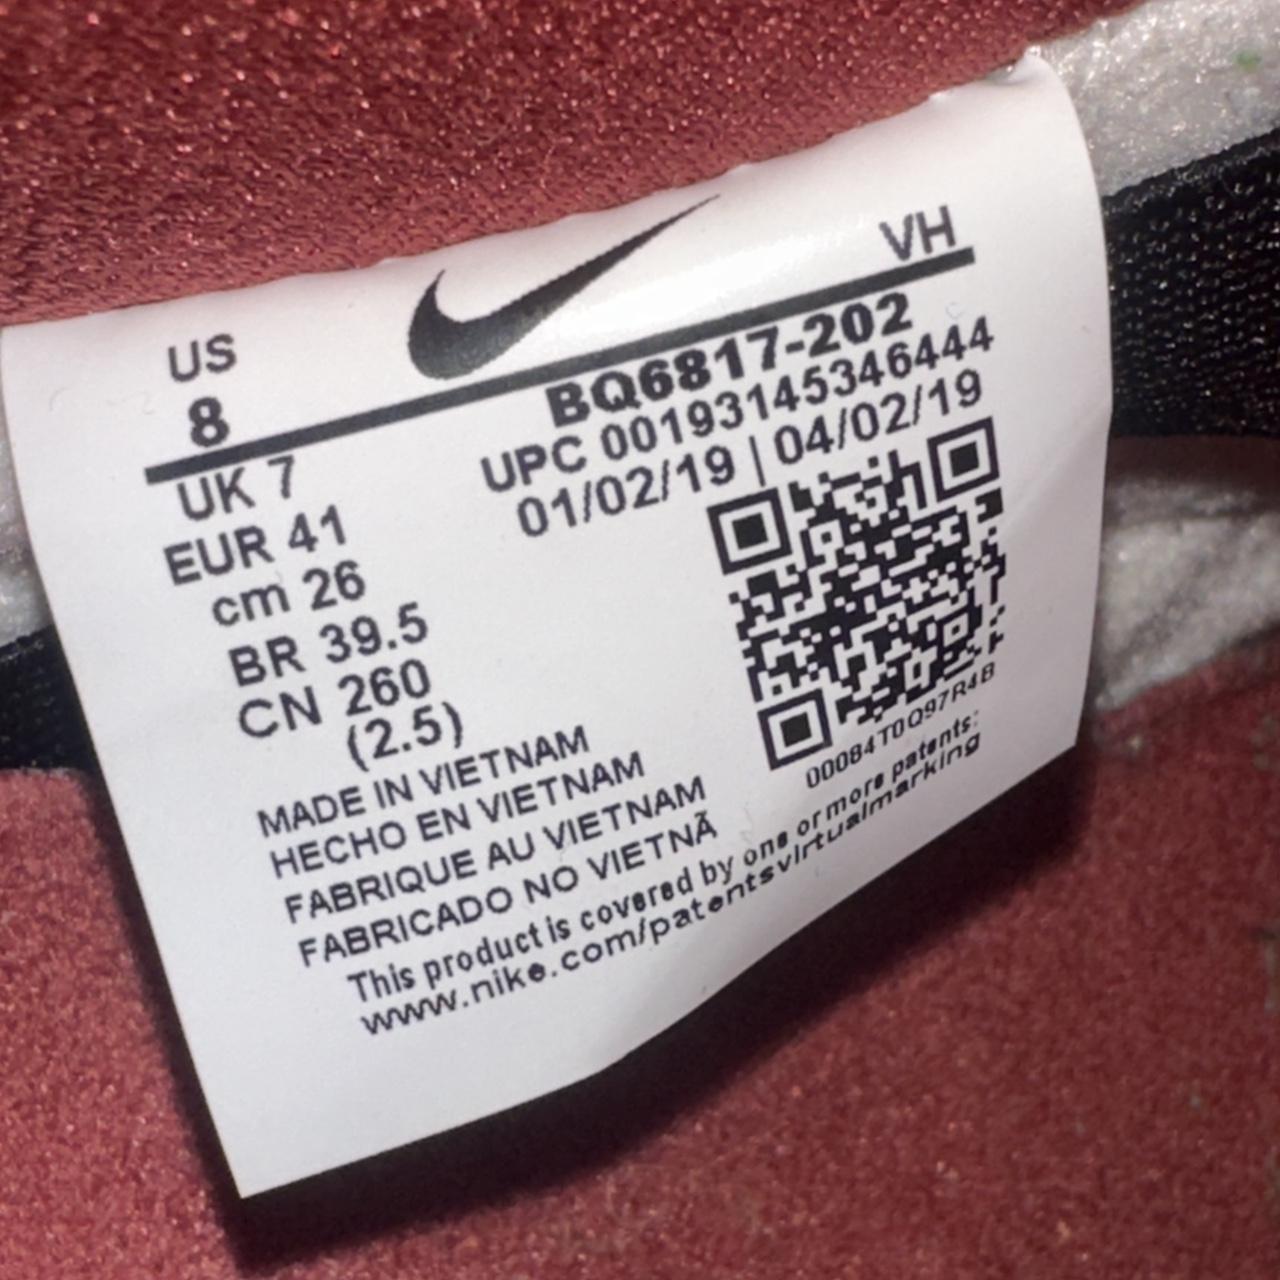 VH
US
8
BQ6817-202
UPC 00193145346444
01/02/19 | 04/02/19
UK 7
EUR 41
cm 26
BR 39.5
CN 260
(2.5)
00084T0Q97R4B
MADE IN VIETNAM
HECHO EN VIETNAM
FABRIQUE AU VIETNAM
FABRICADO NO VIETNÃ
This product is covered by one or more patents:
www.nike.com/patentsvirtualmarking